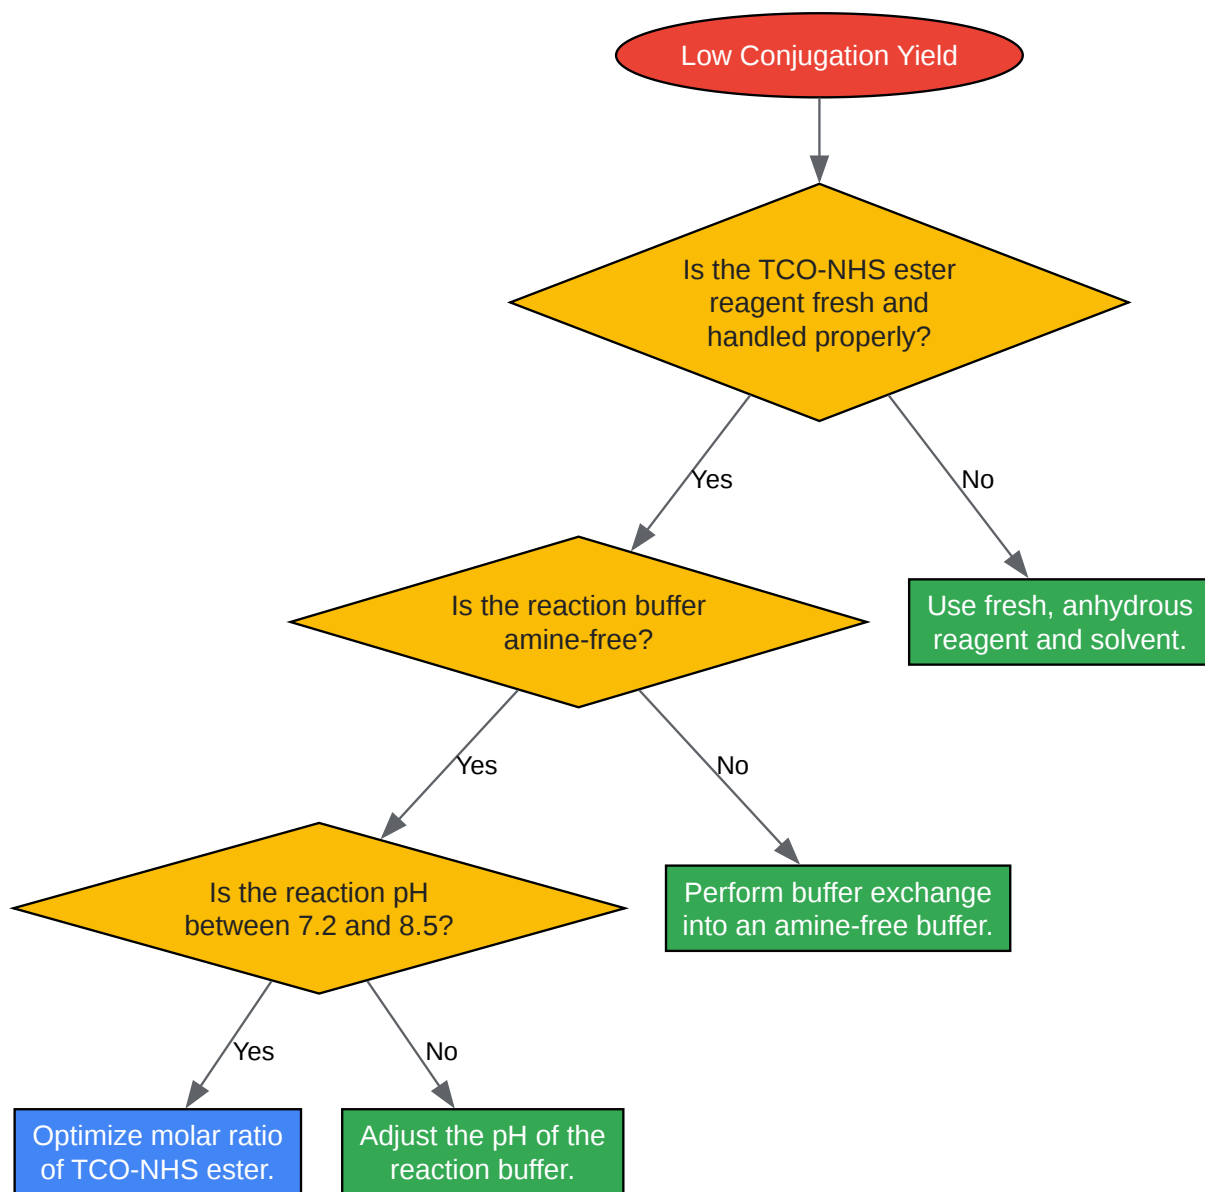 Low Conjugation Yield
Is the TCO-NHS ester
reagent fresh and
handled properly?
Yes
No
Is the reaction buffer
amine-free?
Use fresh, anhydrous
reagent and solvent.
Yes
No
Is the reaction pH
between 7.2 and 8.5?
Perform buffer exchange
into an amine-free buffer.
Yes
No
Optimize molar ratio
of TCO-NHS ester.
Adjust the pH of the
reaction buffer.